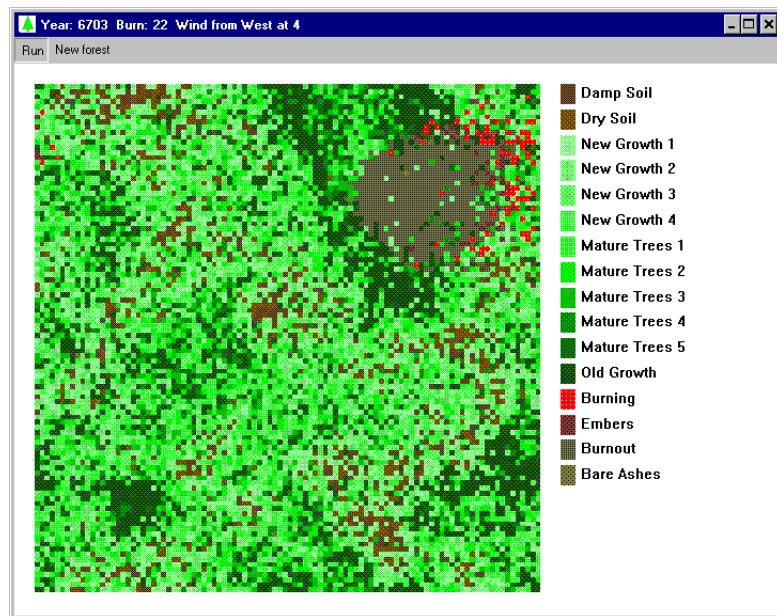 Year: 6703 Burn: 22 Wind from West at 4
Run New forest
Damp Soil
Dry Soil
New Growth 1
New Growth 2
New Growth 3
New Growth 4
Mature Trees 1
Mature Trees 2
Mature Trees 3
Mature Trees 4
Mature Trees 5
Old Growth
Burning
Embers
Burnout
Bare Ashes